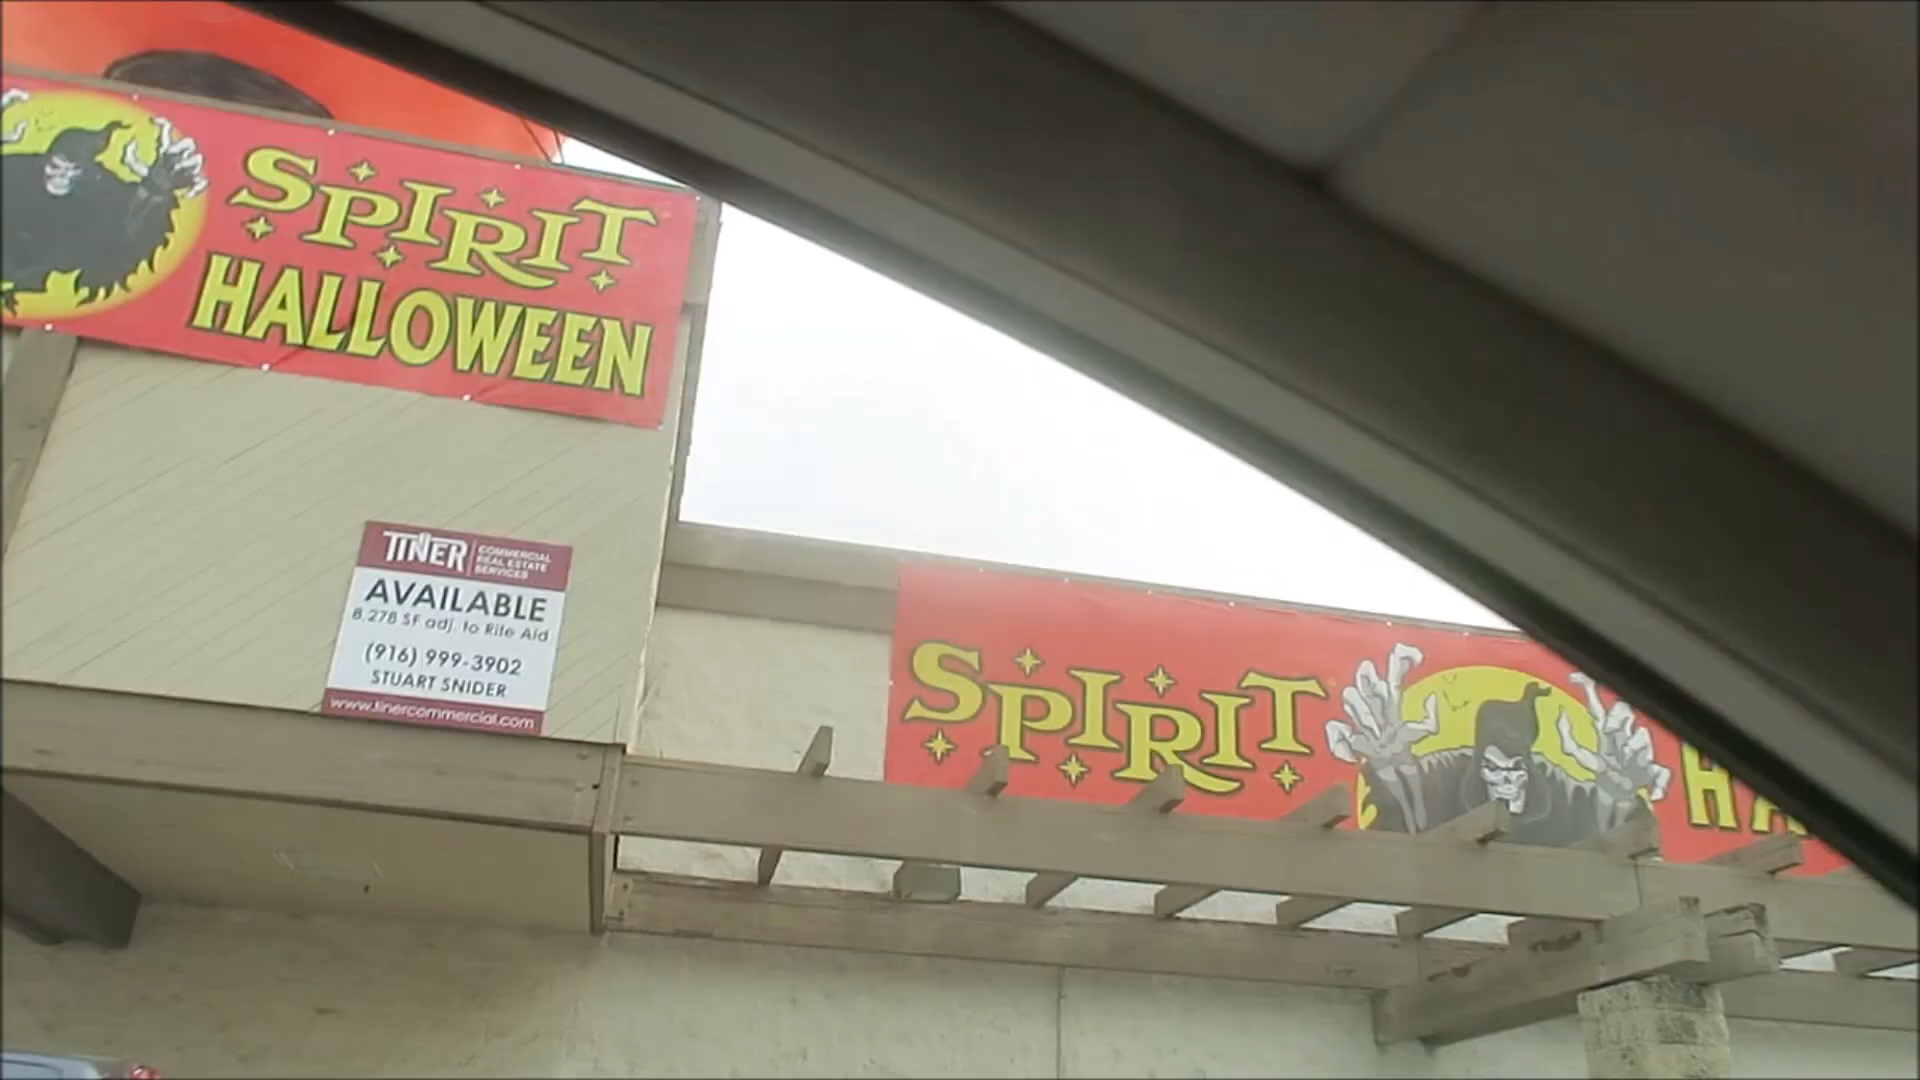 SPIRIT
HALLOWEEN
TINER
COMMERCIAL
REAL ESTATE
SERVICES
AVAILABLE
8,278 SF adj. to Rite Aid
(916) 999-3902
STUART SNIDER
www.tinercommercial.com
SPIRIT
HA